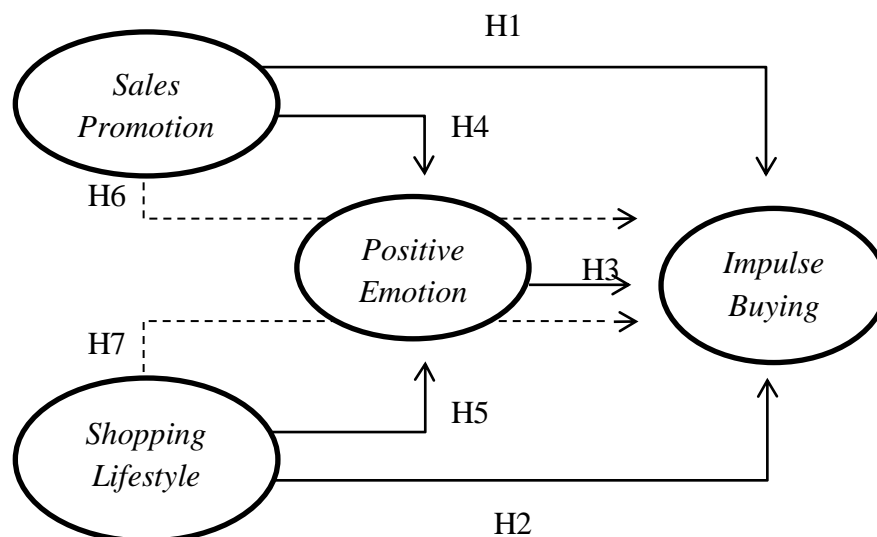 H1
Sales
Promotion
H4
H6
Positive
Emotion
H3
Impulse
Buying
H7
Shopping
Lifestyle
H5
H2